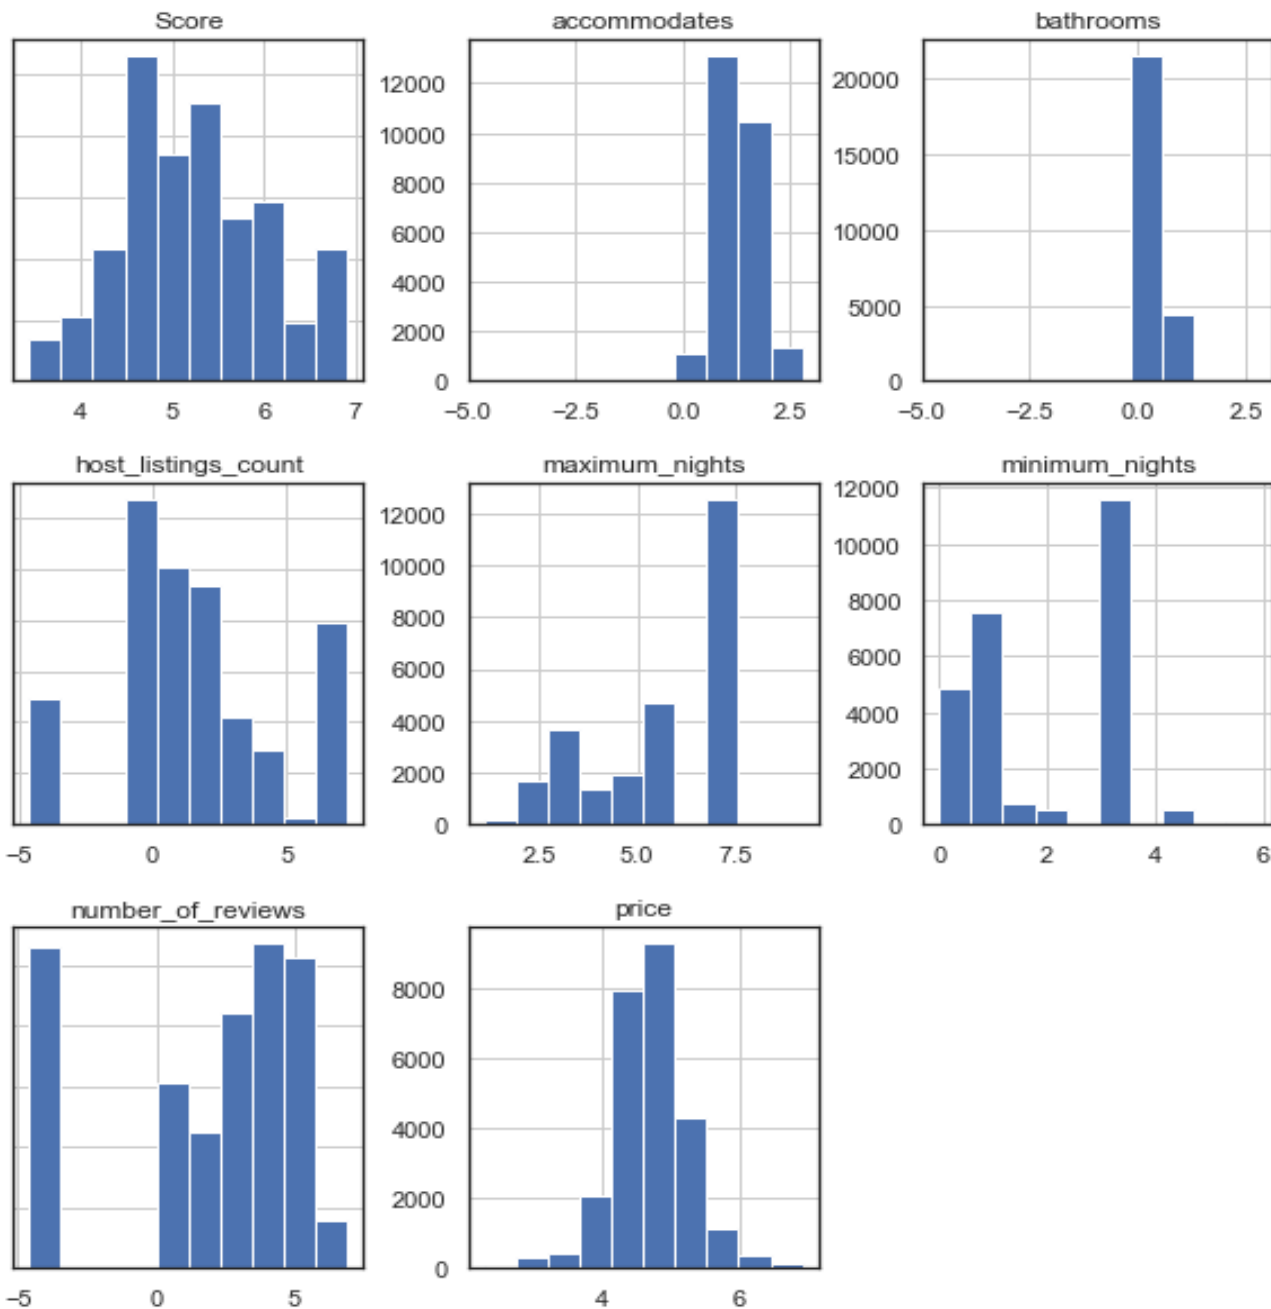 Score
accommodates
bathrooms
12000
10000
8000
6000
4000
2000
0
20000
15000
10000
5000
0
4 5 6 7
−5.0 −2.5 0.0 2.5
−5.0 −2.5 0.0 2.5
host_listings_count
maximum_nights
minimum_nights
12000
10000
8000
6000
4000
2000
0
12000
10000
8000
6000
4000
2000
0
−5 0 5
2.5 5.0 7.5
0 2 4 6
number_of_reviews
price
8000
6000
4000
2000
0
−5 0 5
4 6